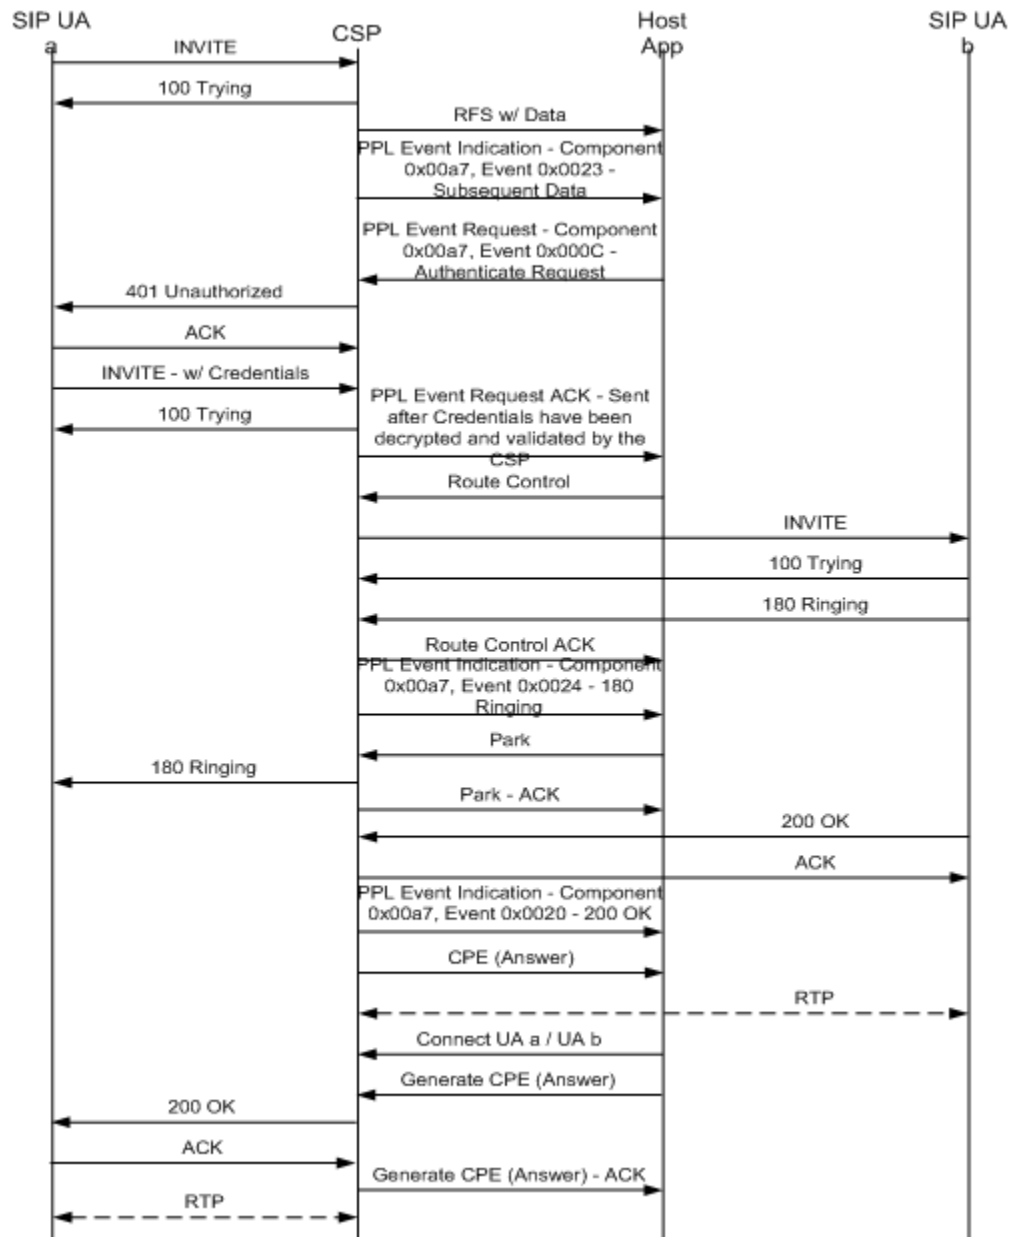 SIP UA
a
CSP
Host
App
SIP UA
b
INVITE
100 Trying
RFS w/ Data
PPL Event Indication - Component
0x00a7, Event 0x0023 -
Subsequent Data
PPL Event Request - Component
0x00a7, Event 0x000C -
Authenticate Request
401 Unauthorized
ACK
INVITE - w/ Credentials
100 Trying
PPL Event Request ACK - Sent
after Credentials have been
decrypted and validated by the
CSP
Route Control
INVITE
100 Trying
180 Ringing
Route Control ACK
PPL Event Indication - Component
0x00a7, Event 0x0024 - 180
Ringing
Park
180 Ringing
Park - ACK
200 OK
ACK
PPL Event Indication - Component
0x00a7, Event 0x0020 - 200 OK
CPE (Answer)
RTP
Connect UA a / UA b
Generate CPE (Answer)
200 OK
ACK
Generate CPE (Answer) - ACK
RTP